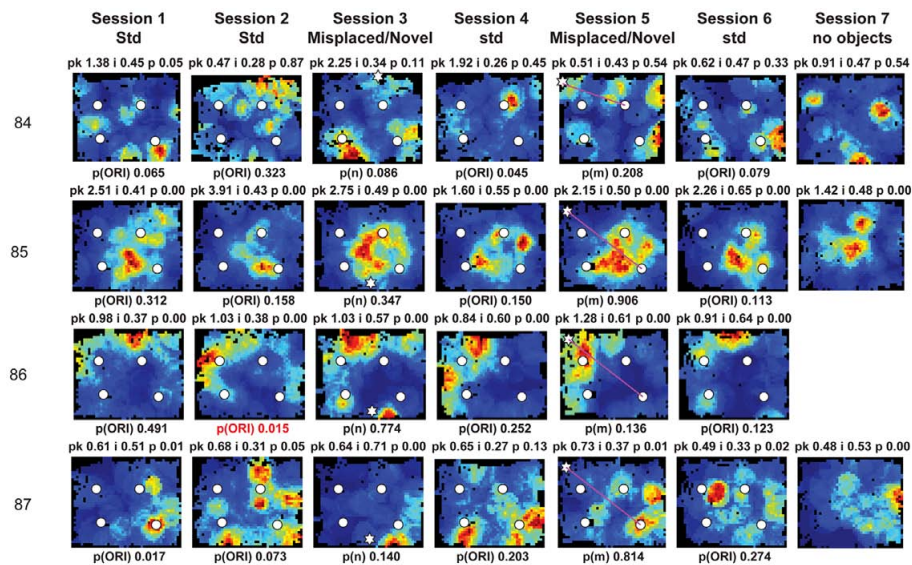 Session 1 Session 2 Session 3 Session 4 Session 5 Session 6 Session 7
Std Std Misplaced/Novel std Misplaced/Novel std no objects
pk 1.38 i 0.45 p 0.05 pk 0.47 i 0.28 p 0.87 pk 2.25 i 0.34 p 0.11 pk 1.92 i 0.26 p 0.45 pk 0.51 i 0.43 p 0.54 pk 0.62 i 0.47 p 0.33 pk 0.91 i 0.47 p 0.54
84
p(ORI) 0.065 p(ORI) 0.323 p(n) 0.086 p(ORI) 0.045 p(m) 0.208 p(ORI) 0.079
pk 2.51 i 0.41 p 0.00 pk 3.91 i 0.43 p 0.00 pk 2.75 i 0.49 p 0.00 pk 1.60 i 0.55 p 0.00 pk 2.15 i 0.50 p 0.00 pk 2.26 i 0.65 p 0.00 pk 1.42 i 0.48 p 0.00
85
p(ORI) 0.312 p(ORI) 0.158 p(n) 0.347 p(ORI) 0.150 p(m) 0.906 p(ORI) 0.113
pk 0.98 i 0.37 p 0.00 pk 1.03 i 0.38 p 0.00 pk 1.03 i 0.57 p 0.00 pk 0.84 i 0.60 p 0.00 pk 1.28 i 0.61 p 0.00 pk 0.91 i 0.64 p 0.00
86
p(ORI) 0.491 p(ORI) 0.015 p(n) 0.774 p(ORI) 0.252 p(m) 0.136 p(ORI) 0.123
pk 0.61 i 0.51 p 0.01 pk 0.68 i 0.31 p 0.05 pk 0.64 i 0.71 p 0.00 pk 0.65 i 0.27 p 0.13 pk 0.73 i 0.37 p 0.01 pk 0.49 i 0.33 p 0.02 pk 0.48 i 0.53 p 0.00
87
p(ORI) 0.017 p(ORI) 0.073 p(n) 0.140 p(ORI) 0.203 p(m) 0.814 p(ORI) 0.274